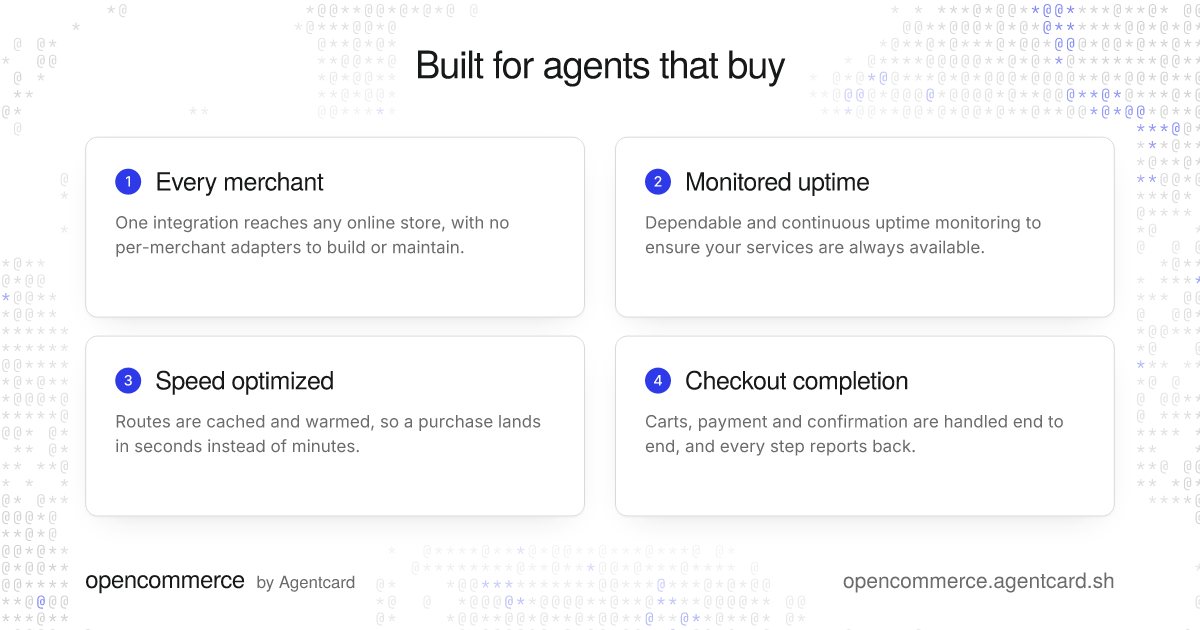 Built for agents that buy
1 Every merchant
One integration reaches any online store, with no
per-merchant adapters to build or maintain.
2 Monitored uptime
Dependable and continuous uptime monitoring to
ensure your services are always available.
3 Speed optimized
Routes are cached and warmed, so a purchase lands
in seconds instead of minutes.
4 Checkout completion
Carts, payment and confirmation are handled end to
end, and every step reports back.
opencommerce by Agentcard
opencommerce.agentcard.sh